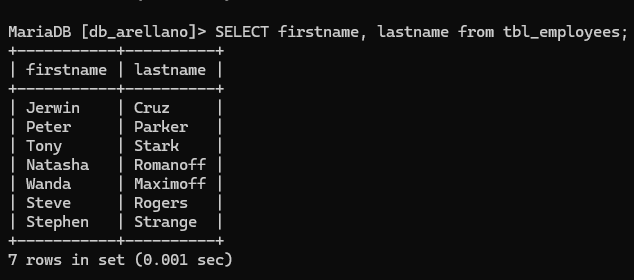 MariaDB [db_arellano]> SELECT firstname, lastname from tbl_employees;
+-----------+----------+
| firstname | lastname |
+-----------+----------+
| Jerwin    | Cruz     |
| Peter     | Parker   |
| Tony      | Stark    |
| Natasha   | Romanoff |
| Wanda     | Maximoff |
| Steve     | Rogers   |
| Stephen   | Strange  |
+-----------+----------+
7 rows in set (0.001 sec)